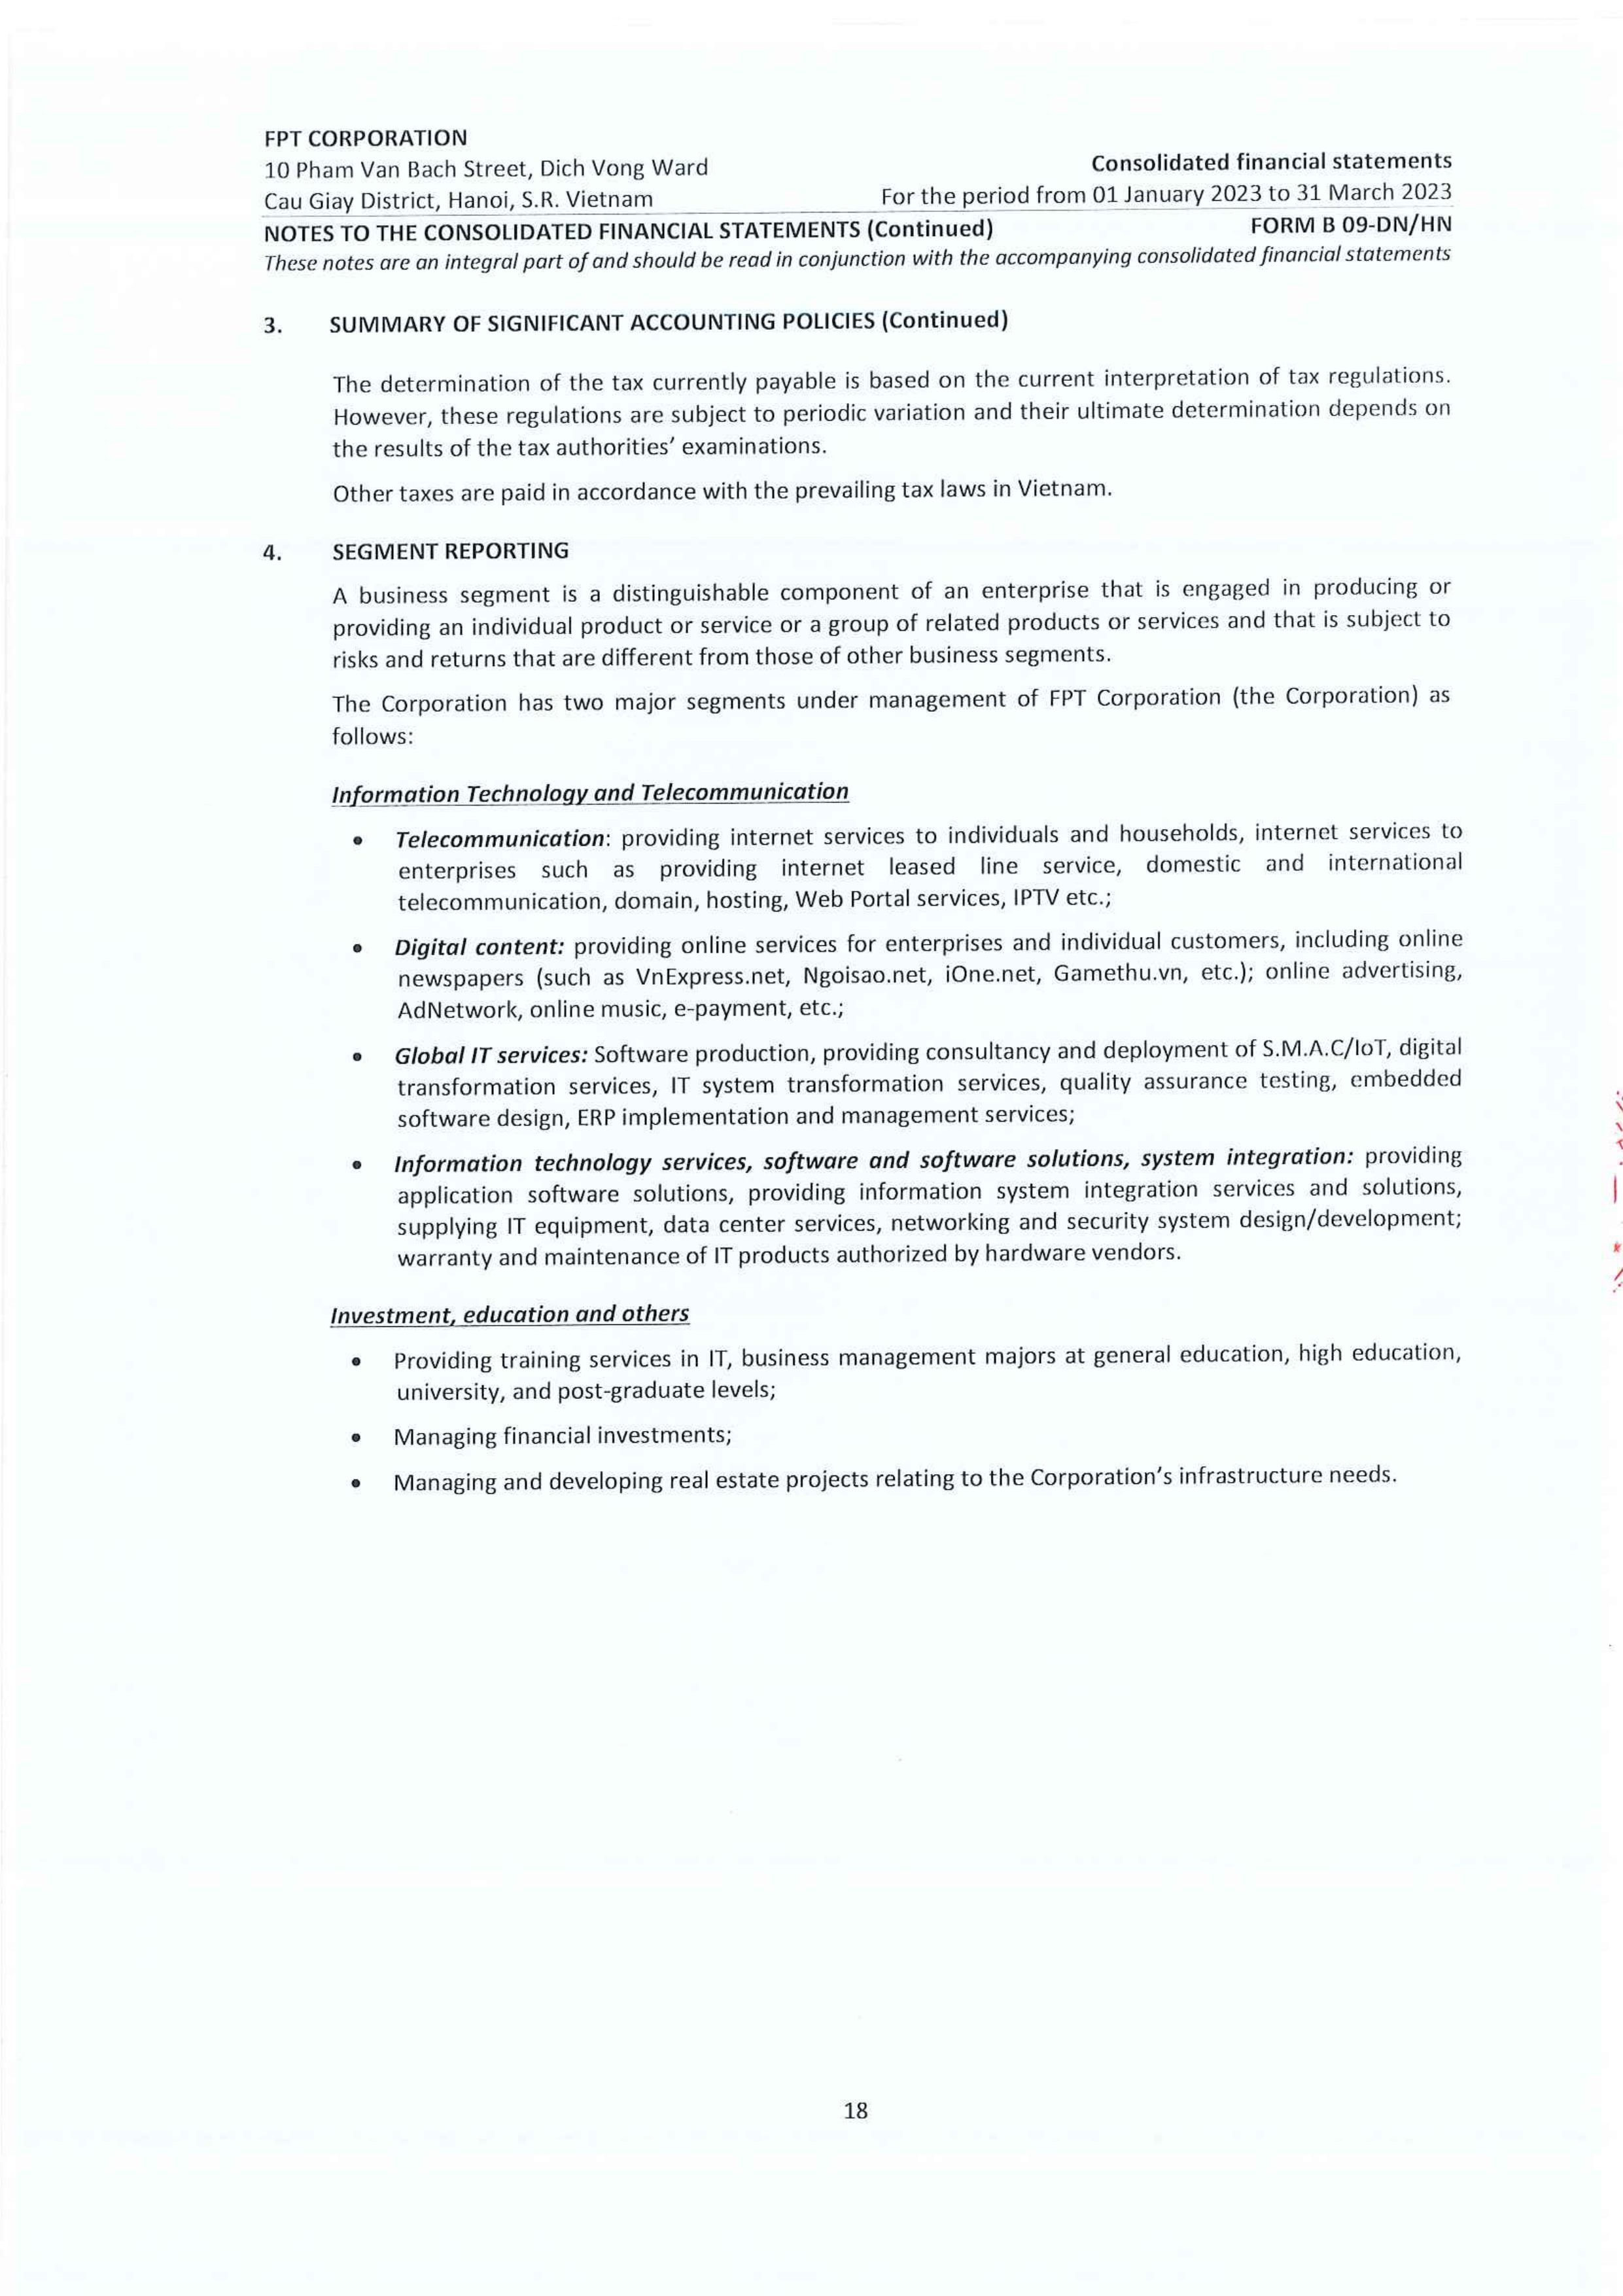 FPT CORPORATION
10 Pham Van Bach Street, Dich Vong Ward
Cau Giay District, Hanoi, S.R. Vietnam
Consolidated financial statements
For the period from 01 January 2023 to 31 March 2023
NOTES TO THE CONSOLIDATED FINANCIAL STATEMENTS (Continued)
FORM B 09-DN/HN
These notes are an integral part of and should be read in conjunction with the accompanying consolidated financial statements
3. SUMMARY OF SIGNIFICANT ACCOUNTING POLICIES (Continued)
The determination of the tax currently payable is based on the current interpretation of tax regulations.
However, these regulations are subject to periodic variation and their ultimate determination depends on
the results of the tax authorities’ examinations.
Other taxes are paid in accordance with the prevailing tax laws in Vietnam.
4. SEGMENT REPORTING
A business segment is a distinguishable component of an enterprise that is engaged in producing or
providing an individual product or service or a group of related products or services and that is subject to
risks and returns that are different from those of other business segments.
The Corporation has two major segments under management of FPT Corporation (the Corporation) as
follows:
Information Technology and Telecommunication
• Telecommunication: providing internet services to individuals and households, internet services to
enterprises such as providing internet leased line service, domestic and international
telecommunication, domain, hosting, Web Portal services, IPTV etc.;
• Digital content: providing online services for enterprises and individual customers, including online
newspapers (such as VnExpress.net, Ngoisao.net, iOne.net, Gamethu.vn, etc.); online advertising,
AdNetwork, online music, e-payment, etc.;
• Global IT services: Software production, providing consultancy and deployment of S.M.A.C/IoT, digital
transformation services, IT system transformation services, quality assurance testing, embedded
software design, ERP implementation and management services;
• Information technology services, software and software solutions, system integration: providing
application software solutions, providing information system integration services and solutions,
supplying IT equipment, data center services, networking and security system design/development;
warranty and maintenance of IT products authorized by hardware vendors.
Investment, education and others
• Providing training services in IT, business management majors at general education, high education,
university, and post-graduate levels;
• Managing financial investments;
• Managing and developing real estate projects relating to the Corporation’s infrastructure needs.
18